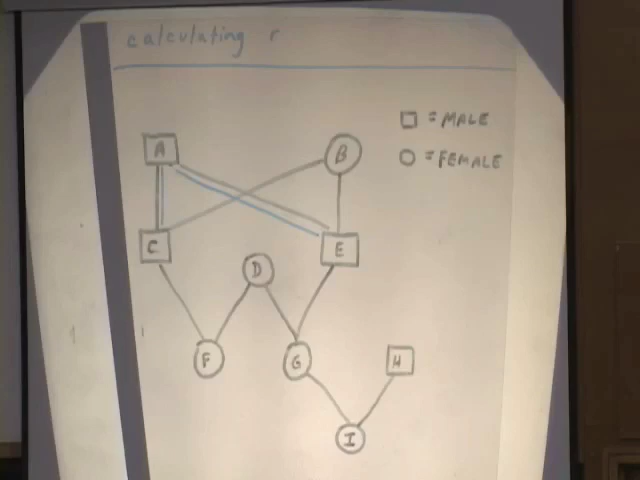 calculating r
□ = MALE
○ = FEMALE
A
B
C
E
D
F
G
H
I